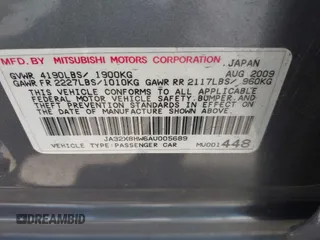 MFD BY MITSUBISHI MOTORS CORPORATION JAPAN
GVWR 4190LBS/1900KG AUG 2009
GAWR FR 2227LBS/1010KG GAWR RR 2117LBS/960KG
THIS VEHICLE CONFORMS TO ALL APPLICABLE
FEDERAL MOTOR VEHICLE SAFETY, BUMPER, AND
THEFT PREVENTION STANDARDS IN EFFECT ON
THE DATE OF MANUFACTURE SHOWN ABOVE.
JA32X8HW6AU005689
VEHICLE TYPE: PASSENGER CAR MU001448
DREAMBID